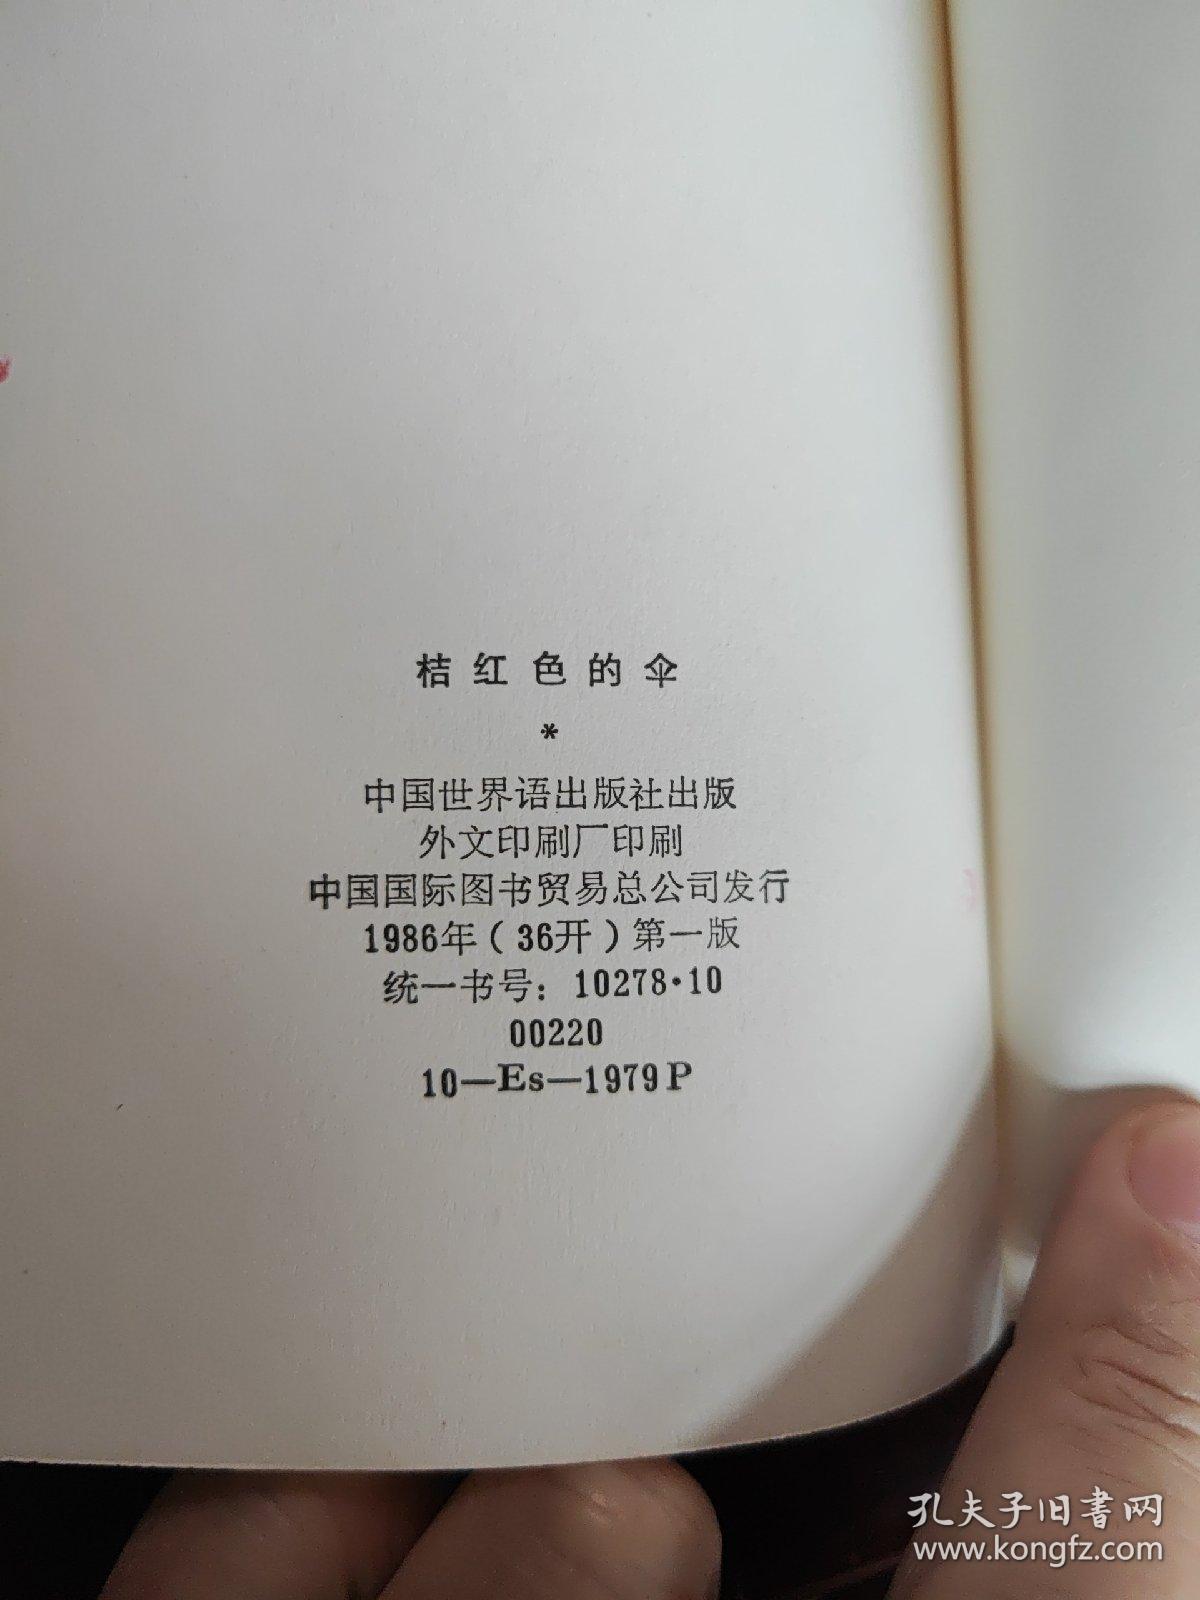 桔红色的伞
*
中国世界语出版社出版
外文印刷厂印刷
中国国际图书贸易总公司发行
1986年（36开）第一版
统一书号：10278·10
00220
10—Es—1979P
孔夫子旧書网
www.kongfz.com